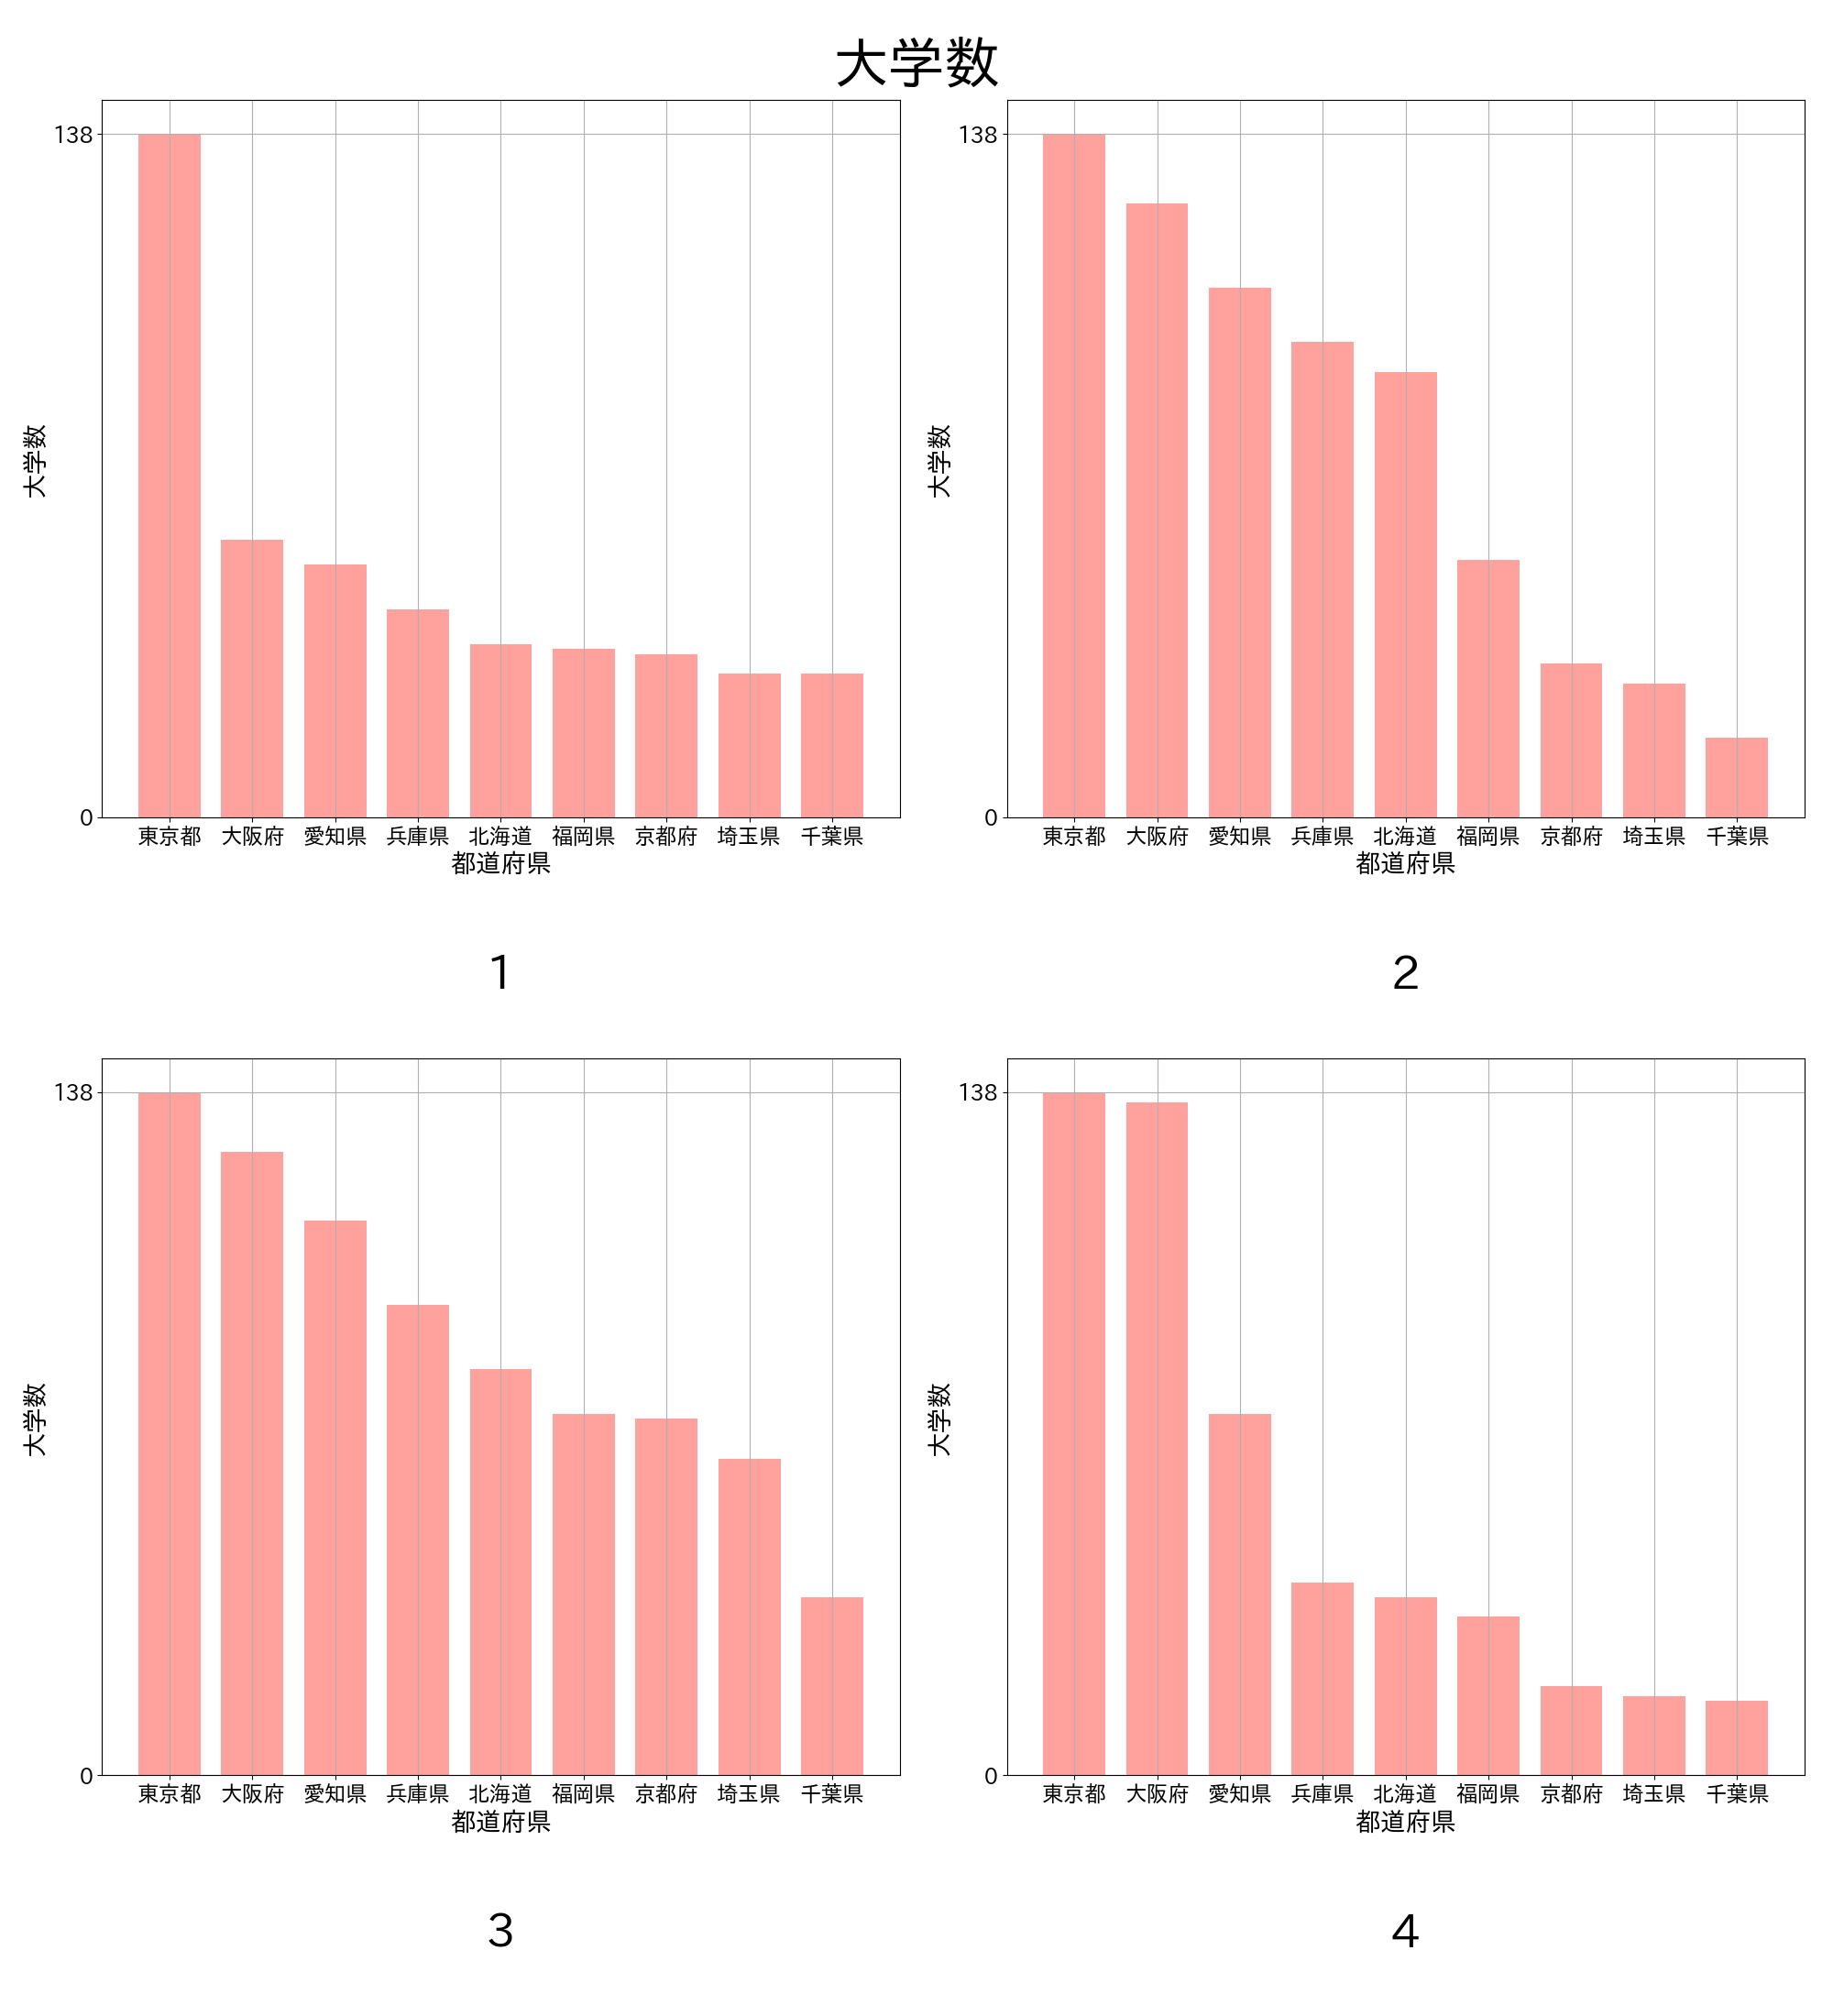 大学数
138
0
大学数
東京都 大阪府 愛知県 兵庫県 北海道 福岡県 京都府 埼玉県 千葉県
都道府県
1
138
0
大学数
東京都 大阪府 愛知県 兵庫県 北海道 福岡県 京都府 埼玉県 千葉県
都道府県
2
138
0
大学数
東京都 大阪府 愛知県 兵庫県 北海道 福岡県 京都府 埼玉県 千葉県
都道府県
3
138
0
大学数
東京都 大阪府 愛知県 兵庫県 北海道 福岡県 京都府 埼玉県 千葉県
都道府県
4